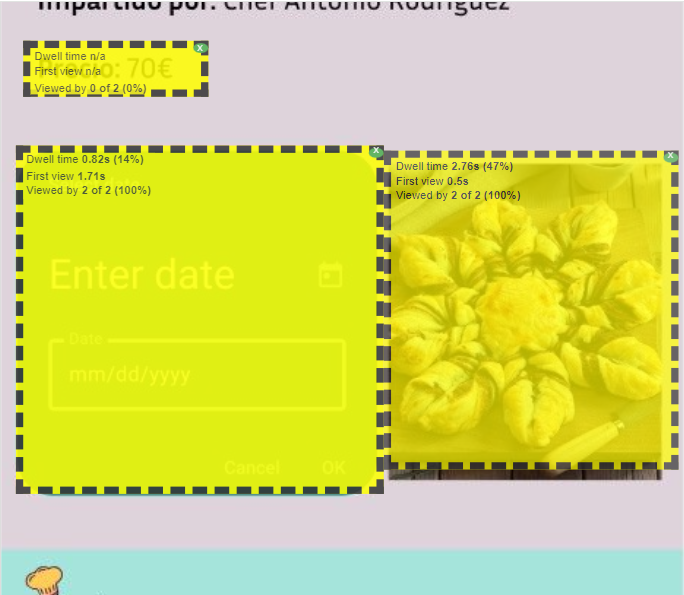 Impartido por: Chef Antonio Rodríguez
Dwell time n/a
First view n/a
Precio: 70€
Viewed by 0 of 2 (0%)
x
Dwell time 0.82s (14%)
First view 1.71s
Viewed by 2 of 2 (100%)
x
Enter date
Date
mm/dd/yyyy
Cancel OK
Dwell time 2.76s (47%)
First view 0.5s
Viewed by 2 of 2 (100%)
x